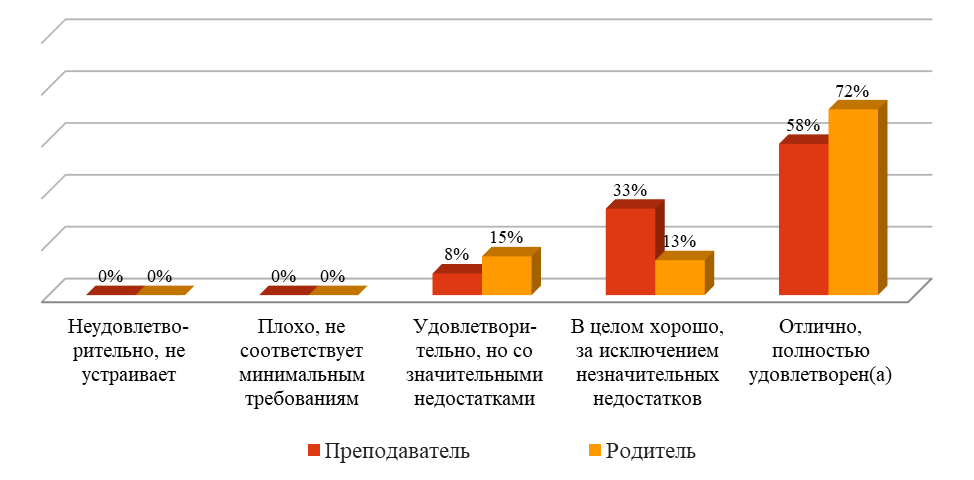 72%
58%
33%
13%
15%
8%
0%
0%
0%
0%
Неудовлетво-
рительно, не
устраивает
Плохо, не
соответствует
минимальным
требованиям
Удовлетвори-
тельно, но со
значительными
недостатками
В целом хорошо,
за исключением
незначительных
недостатков
Отлично,
полностью
удовлетворен(а)
Преподаватель
Родитель